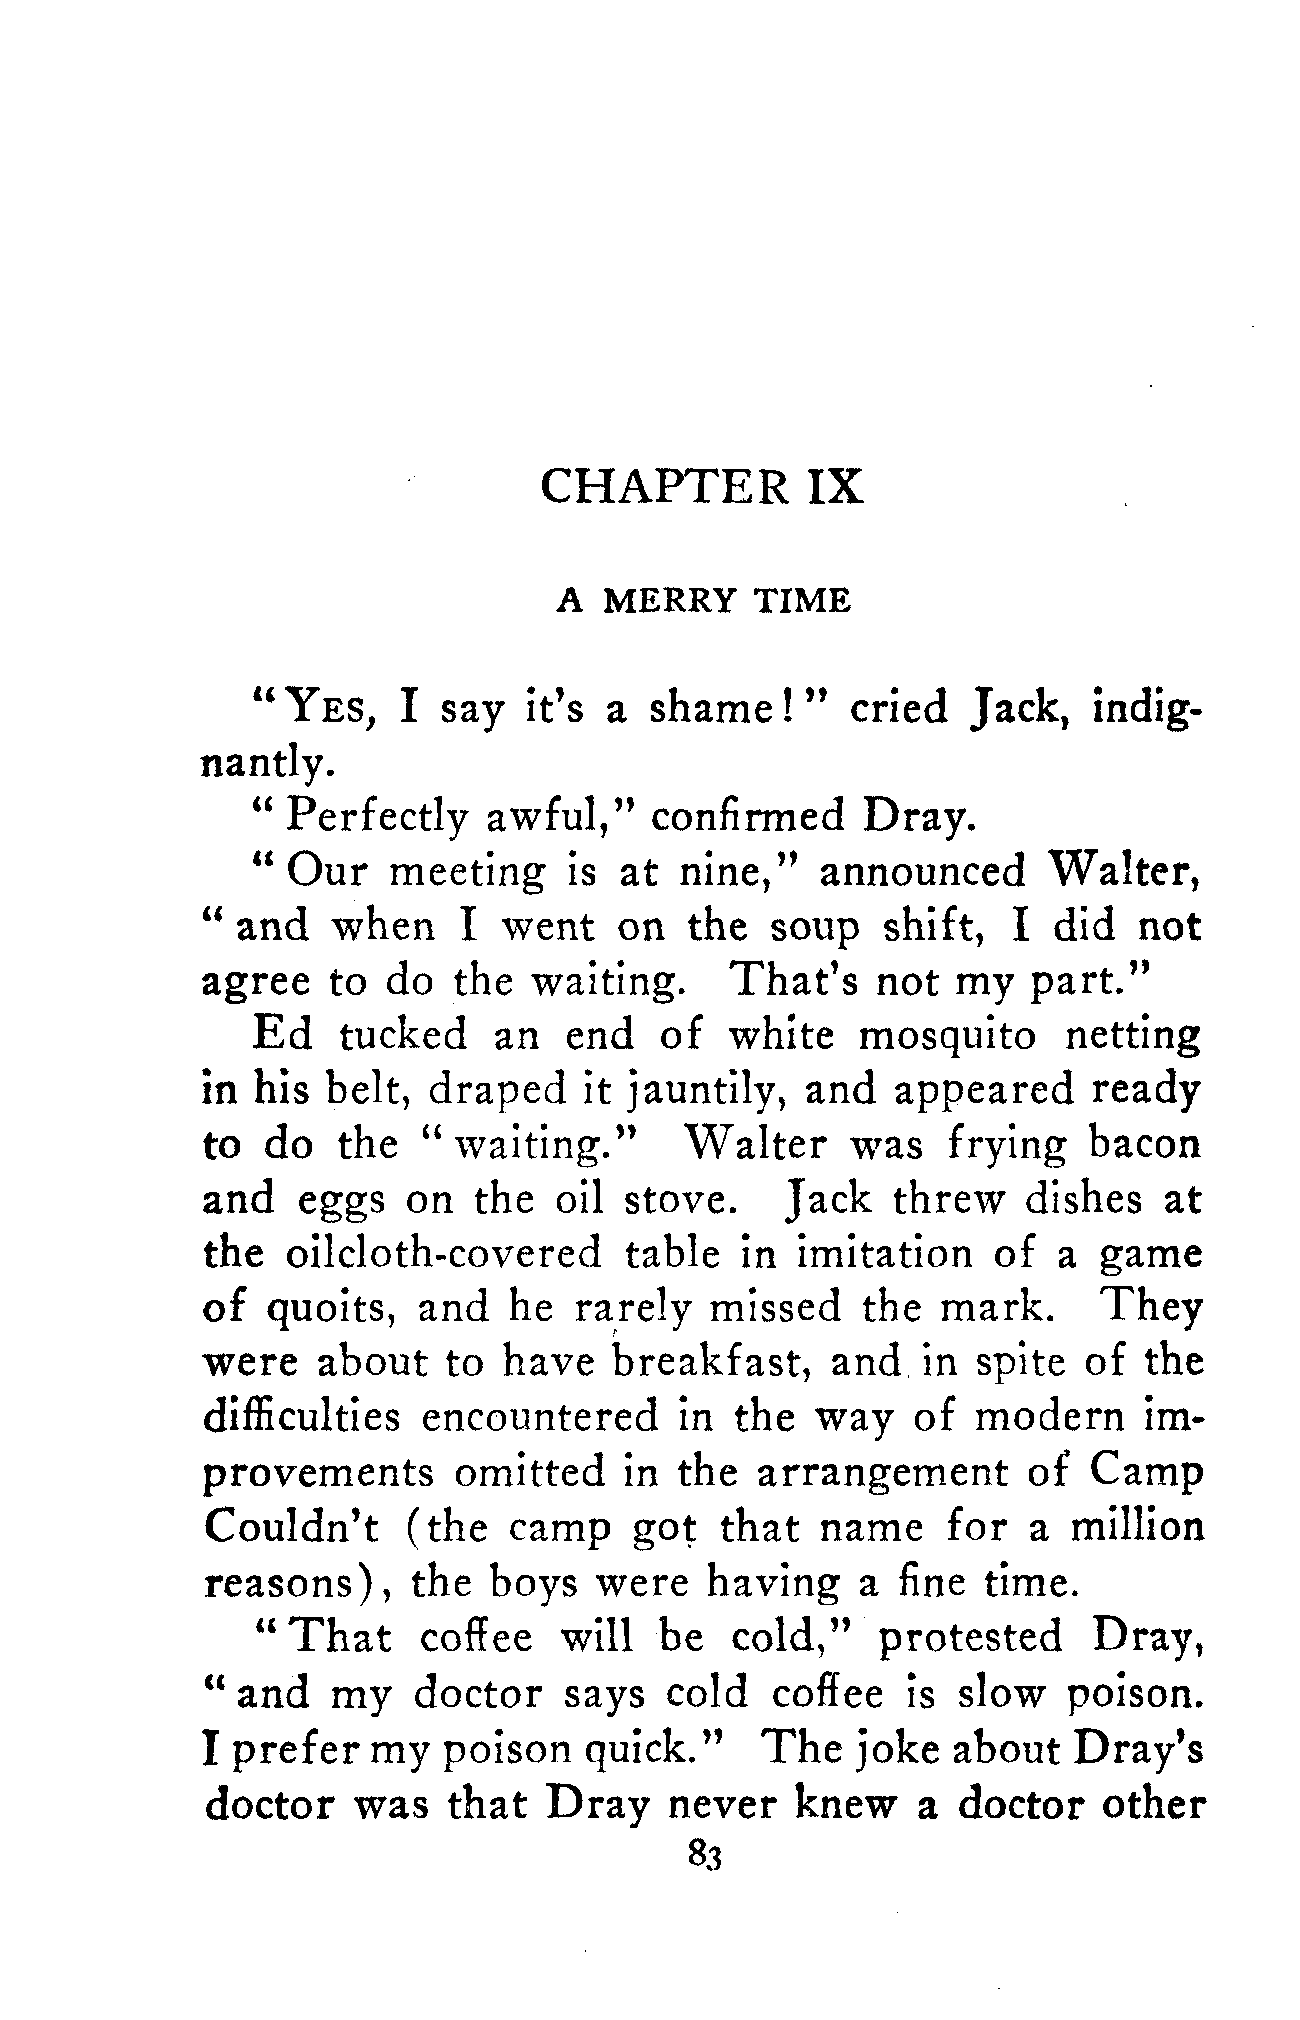 CHAPTER IX
A MERRY TIME
"YES, I say it's a shame!" cried Jack, indig-
nantly.
"Perfectly awful," confirmed Dray.
"Our meeting is at nine," announced Walter,
"and when I went on the soup shift, I did not
agree to do the waiting. That's not my part."
Ed tucked an end of white mosquito netting
in his belt, draped it jauntily, and appeared ready
to do the "waiting." Walter was frying bacon
and eggs on the oil stove. Jack threw dishes at
the oilcloth-covered table in imitation of a game
of quoits, and he rarely missed the mark. They
were about to have breakfast, and in spite of the
difficulties encountered in the way of modern im-
provements omitted in the arrangement of Camp
Couldn't (the camp got that name for a million
reasons), the boys were having a fine time.
"That coffee will be cold," protested Dray,
"and my doctor says cold coffee is slow poison.
I prefer my poison quick." The joke about Dray's
doctor was that Dray never knew a doctor other
83